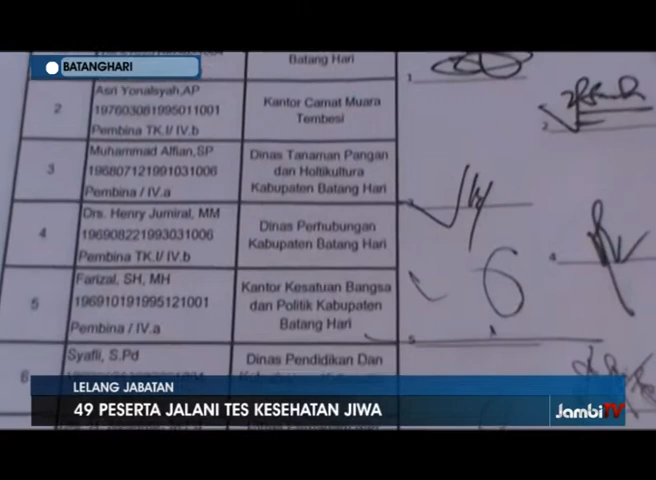 BATANGHARI
Batang Hari
1
2
Asri Yonalsyah,AP
197603081995011001
Pembina TK.I/ IV.b
Kantor Camat Muara
Tembesi
2
3
Muhammad Alfian,SP
196807121991031006
Pembina / IV.a
Dinas Tanaman Pangan
dan Holtikultura
Kabupaten Batang Hari
3
4
Drs. Henry Jumiral, MM
196908221993031006
Pembina TK.I/ IV.b
Dinas Perhubungan
Kabupaten Batang Hari
4
5
Farizal, SH, MH
196910191995121001
Pembina / IV.a
Kantor Kesatuan Bangsa
dan Politik Kabupaten
Batang Hari
5
6
Syafii, S.Pd
Dinas Pendidikan Dan
LELANG JABATAN
49 PESERTA JALANI TES KESEHATAN JIWA
JambiTV